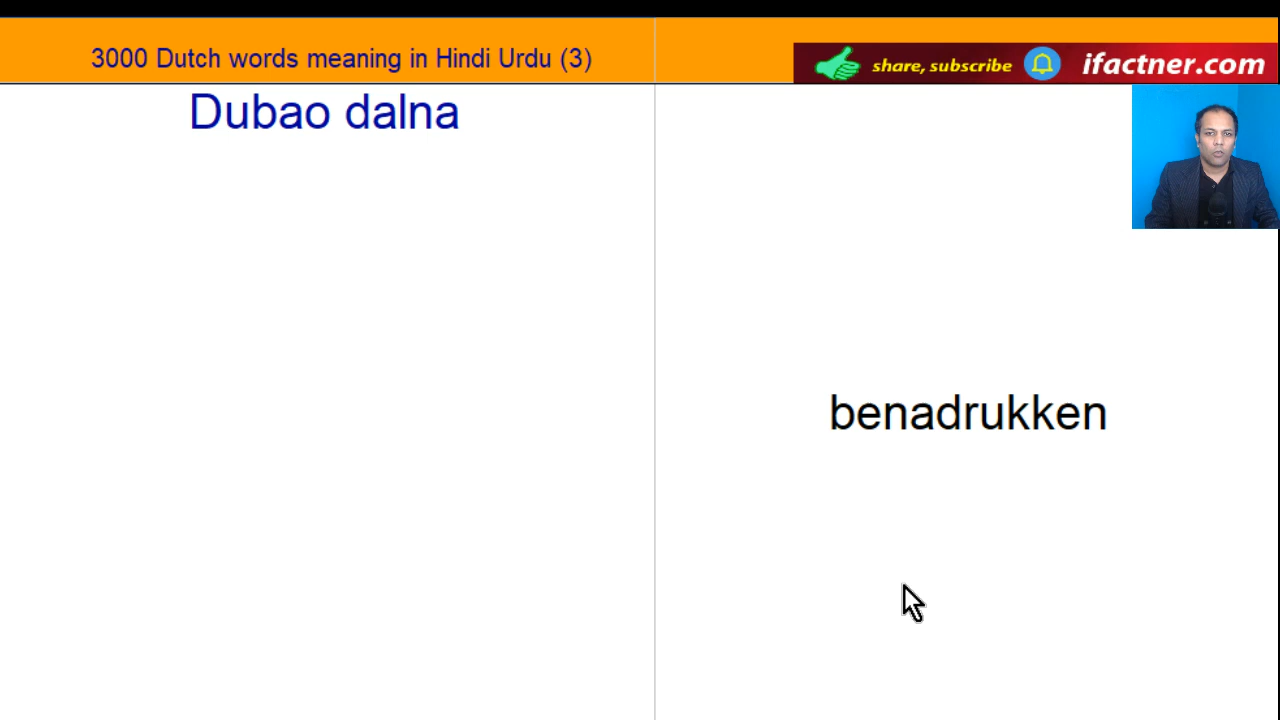 3000 Dutch words meaning in Hindi Urdu (3)
share, subscribe
ifactner.com
Dubao dalna
benadrukken